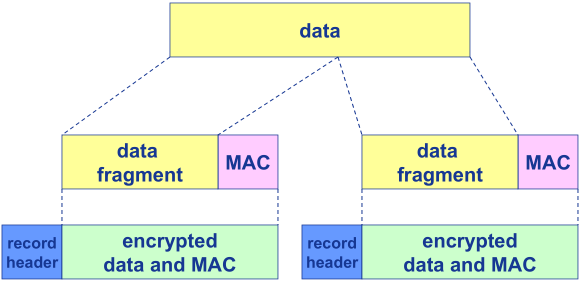 data
data
fragment
MAC
data
fragment
MAC
record
header
encrypted
data and MAC
record
header
encrypted
data and MAC